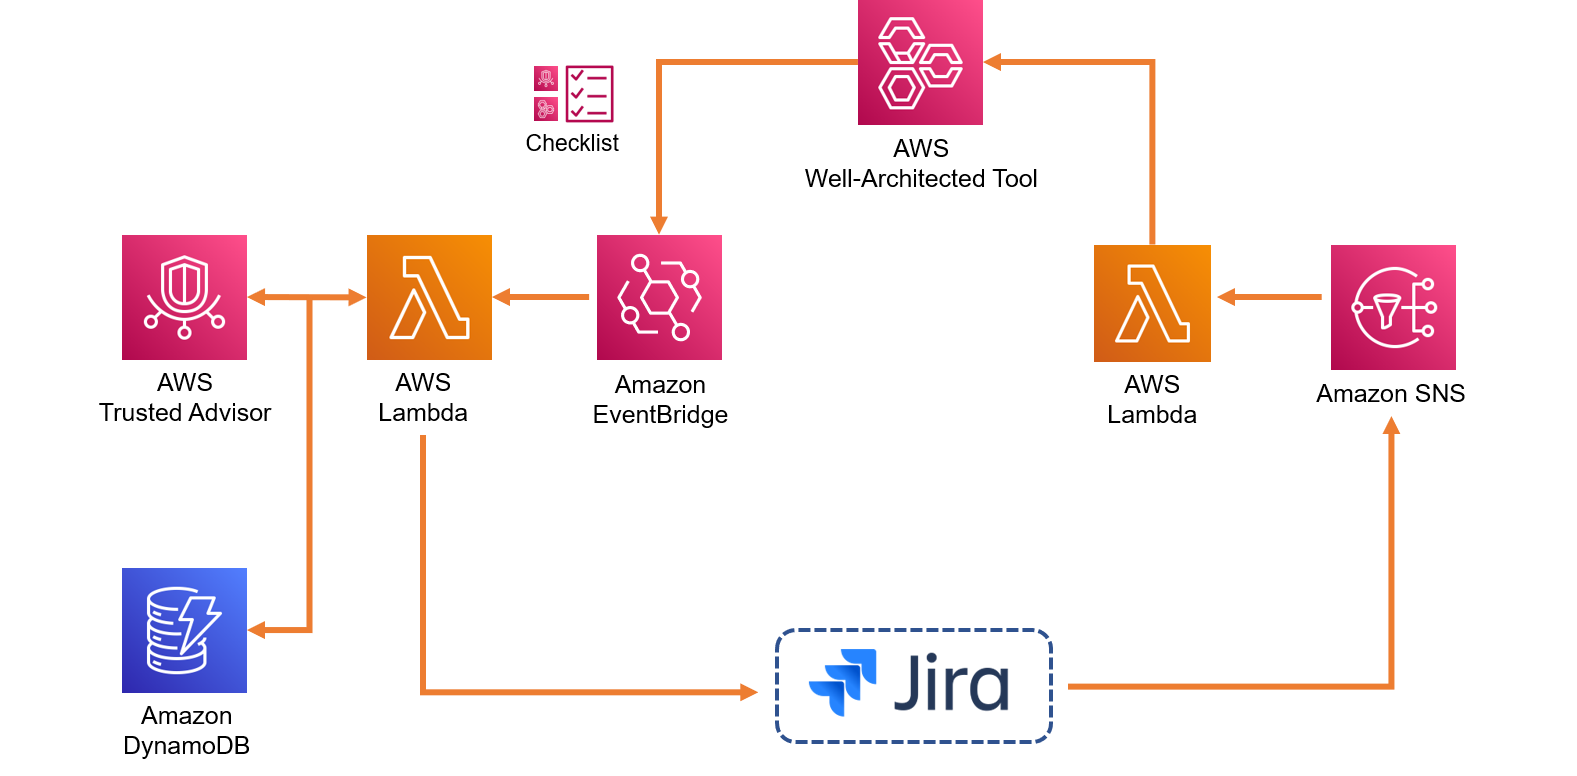 Checklist
AWS
Well-Architected Tool
AWS
Trusted Advisor
AWS
Lambda
Amazon
EventBridge
AWS
Lambda
Amazon SNS
Amazon
DynamoDB
Jira